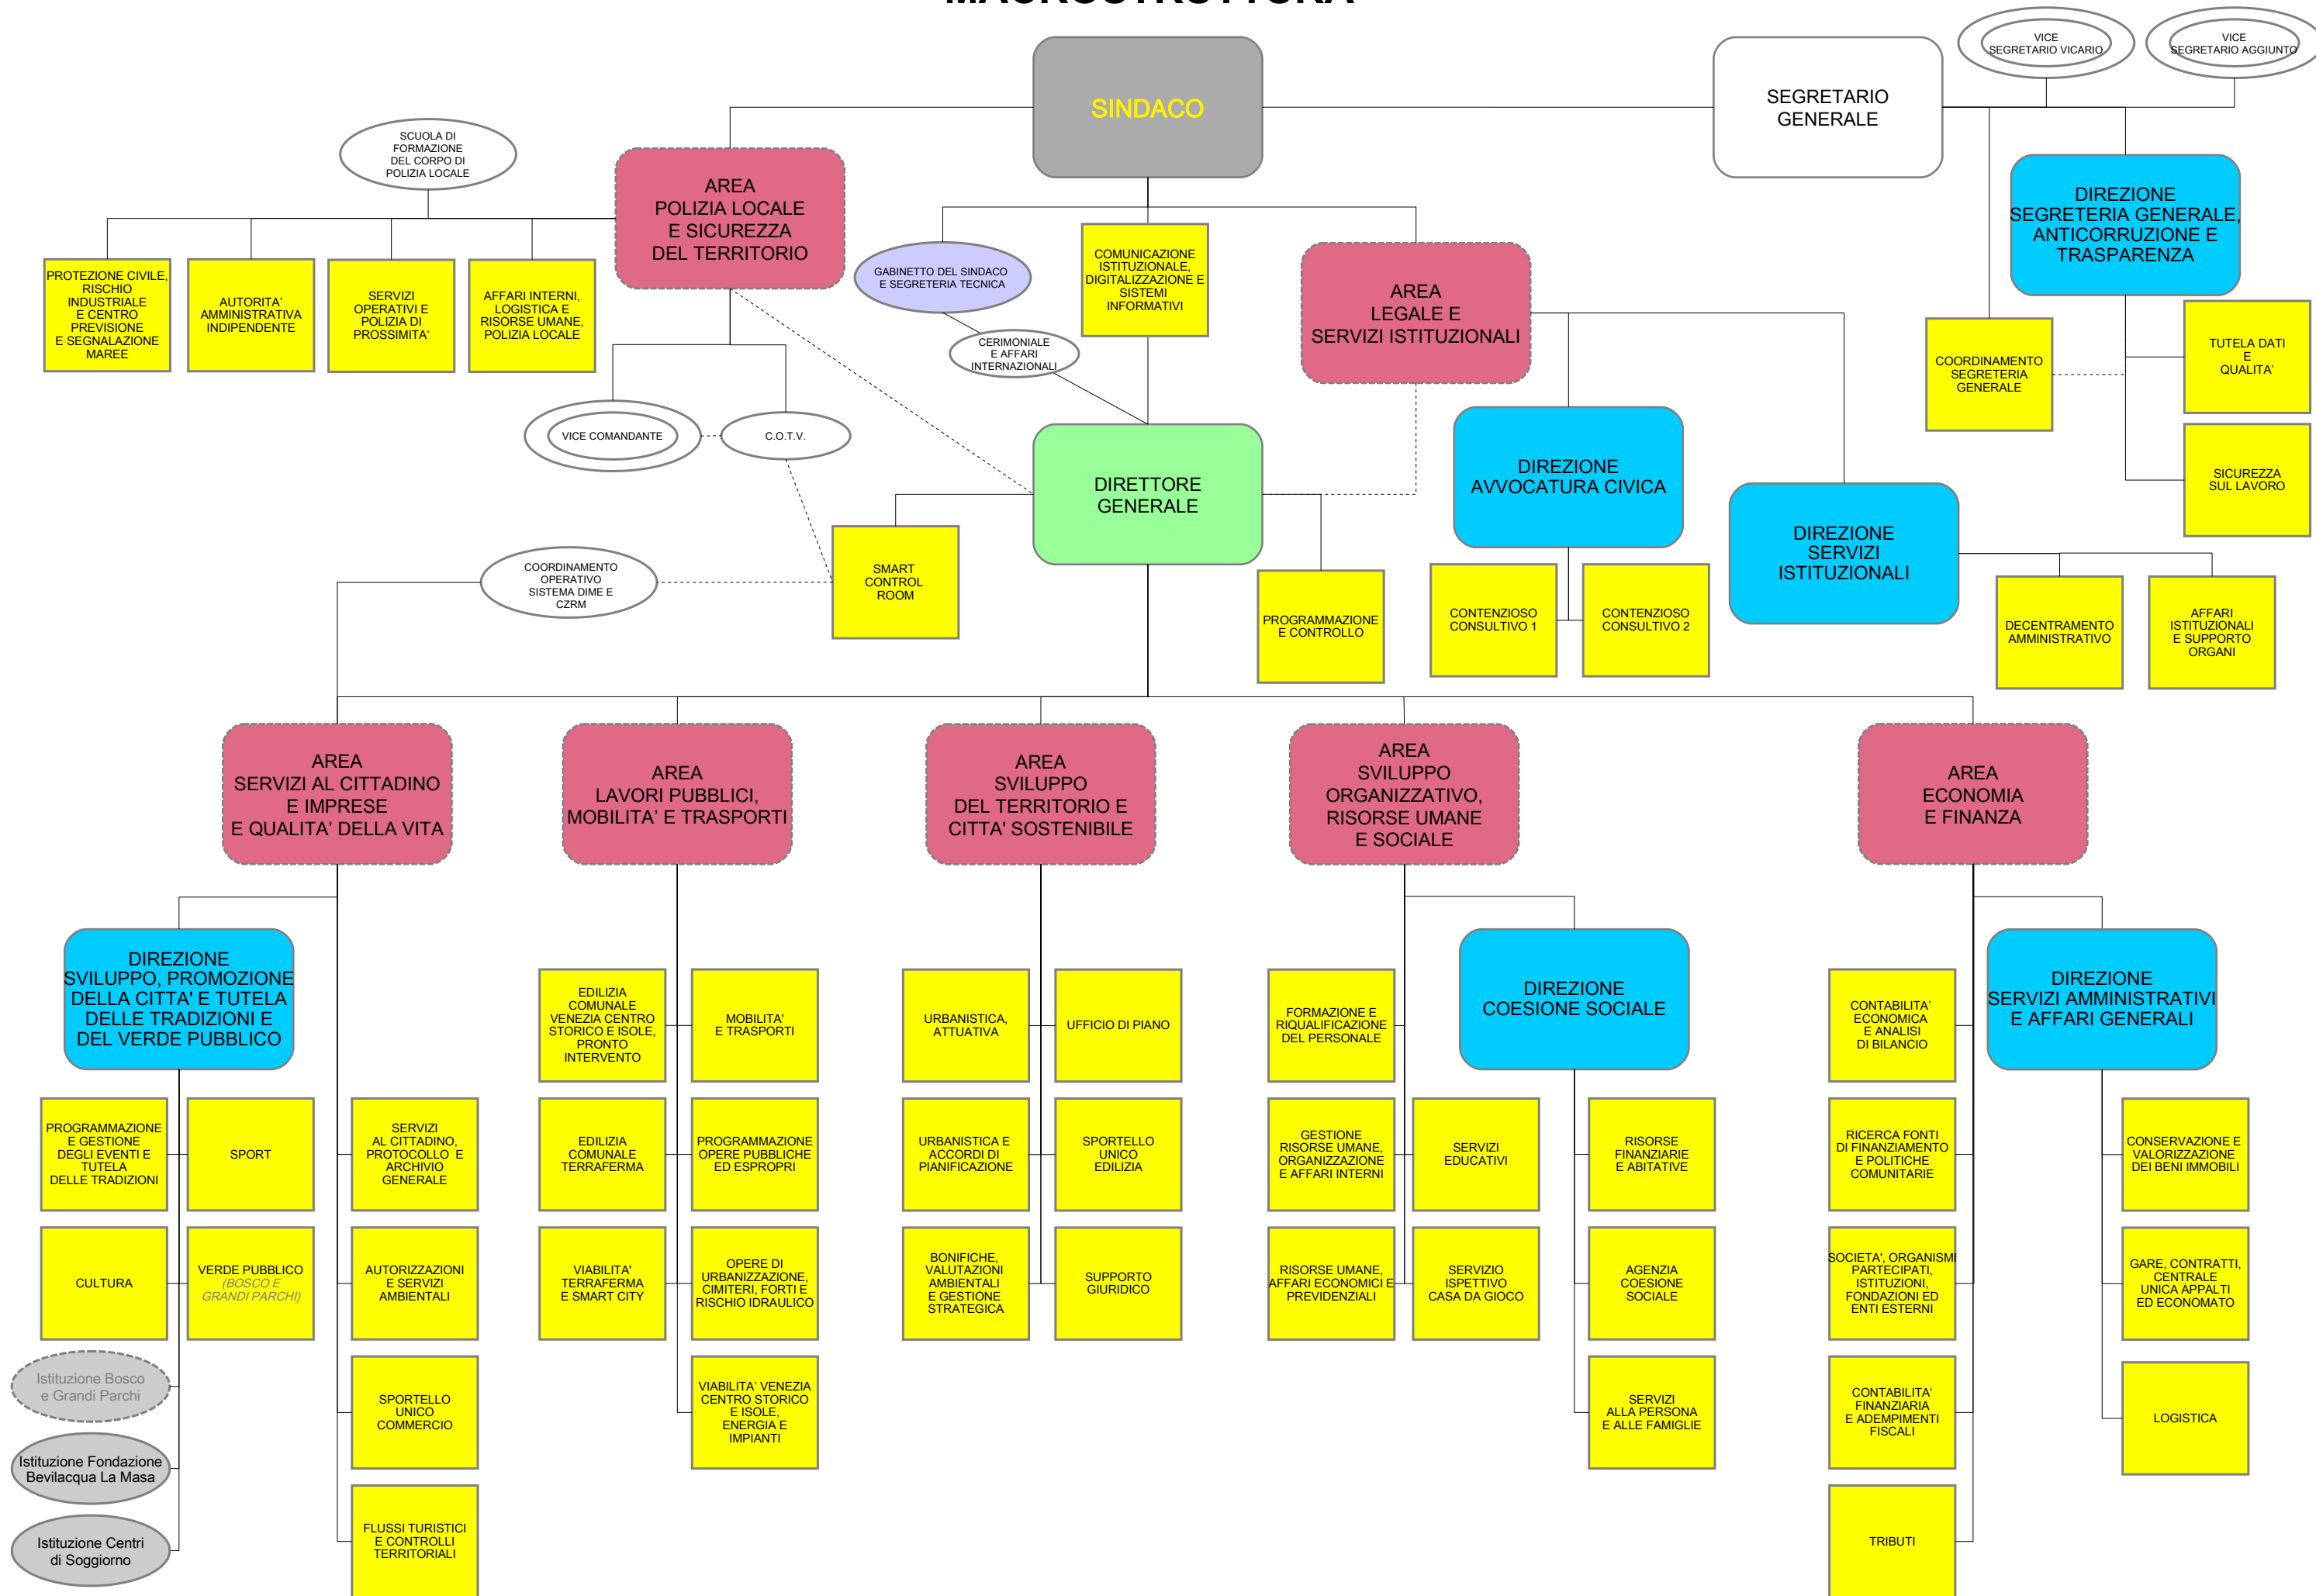 MACROSTRUTTURA
VICE
SEGRETARIO VICARIO
VICE
SEGRETARIO AGGIUNTO
SINDACO
SEGRETARIO
GENERALE
SCUOLA DI
FORMAZIONE
DEL CORPO DI
POLIZIA LOCALE
AREA
POLIZIA LOCALE
E SICUREZZA
DEL TERRITORIO
DIREZIONE
SEGRETERIA GENERALE,
ANTICORRUZIONE E
TRASPARENZA
PROTEZIONE CIVILE,
RISCHIO
INDUSTRIALE
E CENTRO
PREVISIONE
E SEGNALAZIONE
MAREE
AUTORITA'
AMMINISTRATIVA
INDIPENDENTE
SERVIZI
OPERATIVI E
POLIZIA DI
PROSSIMITA'
AFFARI INTERNI,
LOGISTICA E
RISORSE UMANE,
POLIZIA LOCALE
GABINETTO DEL SINDACO
E SEGRETERIA TECNICA
COMUNICAZIONE
ISTITUZIONALE,
DIGITALIZZAZIONE E
SISTEMI
INFORMATIVI
AREA
LEGALE E
SERVIZI ISTITUZIONALI
CERIMONIALE
E AFFARI
INTERNAZIONALI
COORDINAMENTO
SEGRETERIA
GENERALE
TUTELA DATI
E
QUALITA'
VICE COMANDANTE
C.O.T.V.
DIRETTORE
GENERALE
DIREZIONE
AVVOCATURA CIVICA
SICUREZZA
SUL LAVORO
DIREZIONE
SERVIZI
ISTITUZIONALI
COORDINAMENTO
OPERATIVO
SISTEMA DIME E
CZRM
SMART
CONTROL
ROOM
PROGRAMMAZIONE
E CONTROLLO
CONTENZIOSO
CONSULTIVO 1
CONTENZIOSO
CONSULTIVO 2
DECENTRAMENTO
AMMINISTRATIVO
AFFARI
ISTITUZIONALI
E SUPPORTO
ORGANI
AREA
SERVIZI AL CITTADINO
E IMPRESE
E QUALITA' DELLA VITA
AREA
LAVORI PUBBLICI,
MOBILITA' E TRASPORTI
AREA
SVILUPPO
DEL TERRITORIO E
CITTA' SOSTENIBILE
AREA
SVILUPPO
ORGANIZZATIVO,
RISORSE UMANE
E SOCIALE
AREA
ECONOMIA
E FINANZA
DIREZIONE
SVILUPPO, PROMOZIONE
DELLA CITTA' E TUTELA
DELLE TRADIZIONI E
DEL VERDE PUBBLICO
EDILIZIA
COMUNALE
VENEZIA CENTRO
STORICO E ISOLE,
PRONTO
INTERVENTO
MOBILITA'
E TRASPORTI
URBANISTICA,
ATTUATIVA
UFFICIO DI PIANO
FORMAZIONE E
RIQUALIFICAZIONE
DEL PERSONALE
DIREZIONE
COESIONE SOCIALE
CONTABILITA'
ECONOMICA
E ANALISI
DI BILANCIO
DIREZIONE
SERVIZI AMMINISTRATIVI
E AFFARI GENERALI
PROGRAMMAZIONE
E GESTIONE
DEGLI EVENTI E
TUTELA
DELLE TRADIZIONI
SPORT
SERVIZI
AL CITTADINO,
PROTOCOLLO E
ARCHIVIO
GENERALE
EDILIZIA
COMUNALE
TERRAFERMA
PROGRAMMAZIONE
OPERE PUBBLICHE
ED ESPROPRI
URBANISTICA E
ACCORDI DI
PIANIFICAZIONE
SPORTELLO
UNICO
EDILIZIA
GESTIONE
RISORSE UMANE,
ORGANIZZAZIONE
E AFFARI INTERNI
SERVIZI
EDUCATIVI
RISORSE
FINANZIARIE
E ABITATIVE
RICERCA FONTI
DI FINANZIAMENTO
E POLITICHE
COMUNITARIE
CONSERVAZIONE E
VALORIZZAZIONE
DEI BENI IMMOBILI
CULTURA
VERDE PUBBLICO
(BOSCO E
GRANDI PARCHI)
AUTORIZZAZIONI
E SERVIZI
AMBIENTALI
VIABILITA'
TERRAFERMA
E SMART CITY
OPERE DI
URBANIZZAZIONE,
CIMITERI, FORTI E
RISCHIO IDRAULICO
BONIFICHE,
VALUTAZIONI
AMBIENTALI
E GESTIONE
STRATEGICA
SUPPORTO
GIURIDICO
RISORSE UMANE,
AFFARI ECONOMICI E
PREVIDENZIALI
SERVIZIO
ISPETTIVO
CASA DA GIOCO
AGENZIA
COESIONE
SOCIALE
SOCIETA', ORGANISMI
PARTECIPATI,
ISTITUZIONI,
FONDAZIONI ED
ENTI ESTERNI
GARE, CONTRATTI,
CENTRALE
UNICA APPALTI
ED ECONOMATO
Istituzione Bosco
e Grandi Parchi
SPORTELLO
UNICO
COMMERCIO
VIABILITA' VENEZIA
CENTRO STORICO
E ISOLE,
ENERGIA E
IMPIANTI
SERVIZI
ALLA PERSONA
E ALLE FAMIGLIE
CONTABILITA'
FINANZIARIA
E ADEMPIMENTI
FISCALI
LOGISTICA
Istituzione Fondazione
Bevilacqua La Masa
Istituzione Centri
di Soggiorno
FLUSSI TURISTICI
E CONTROLLI
TERRITORIALI
TRIBUTI